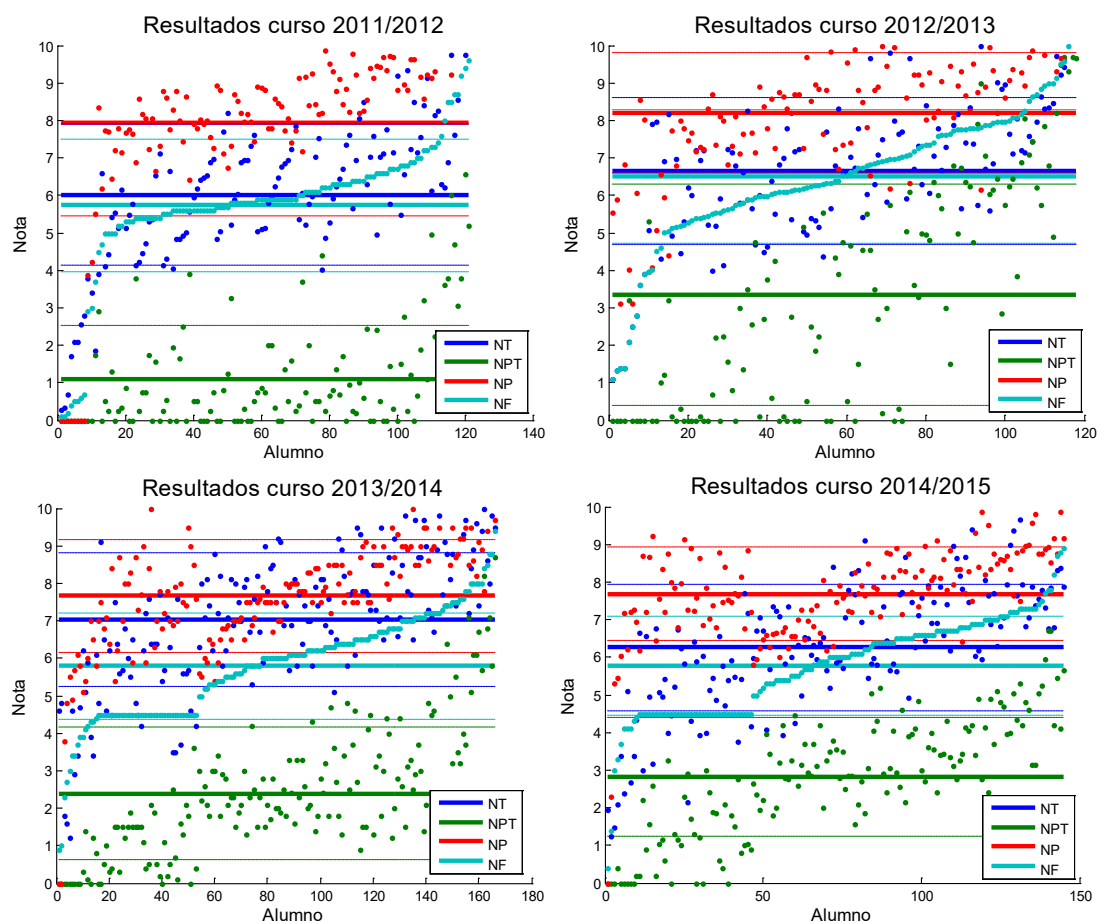 Resultados curso 2011/2012
10
9
8
7
6
5
4
3
2
1
0
Nota
0 20 40 60 80 100 120 140
Alumno
NT
NPT
NP
NF
Resultados curso 2012/2013
10
9
8
7
6
5
4
3
2
1
0
Nota
0 20 40 60 80 100 120
Alumno
NT
NPT
NP
NF
Resultados curso 2013/2014
10
9
8
7
6
5
4
3
2
1
0
Nota
0 20 40 60 80 100 120 140 160 180
Alumno
NT
NPT
NP
NF
Resultados curso 2014/2015
10
9
8
7
6
5
4
3
2
1
0
Nota
0 50 100 150
Alumno
NT
NPT
NP
NF